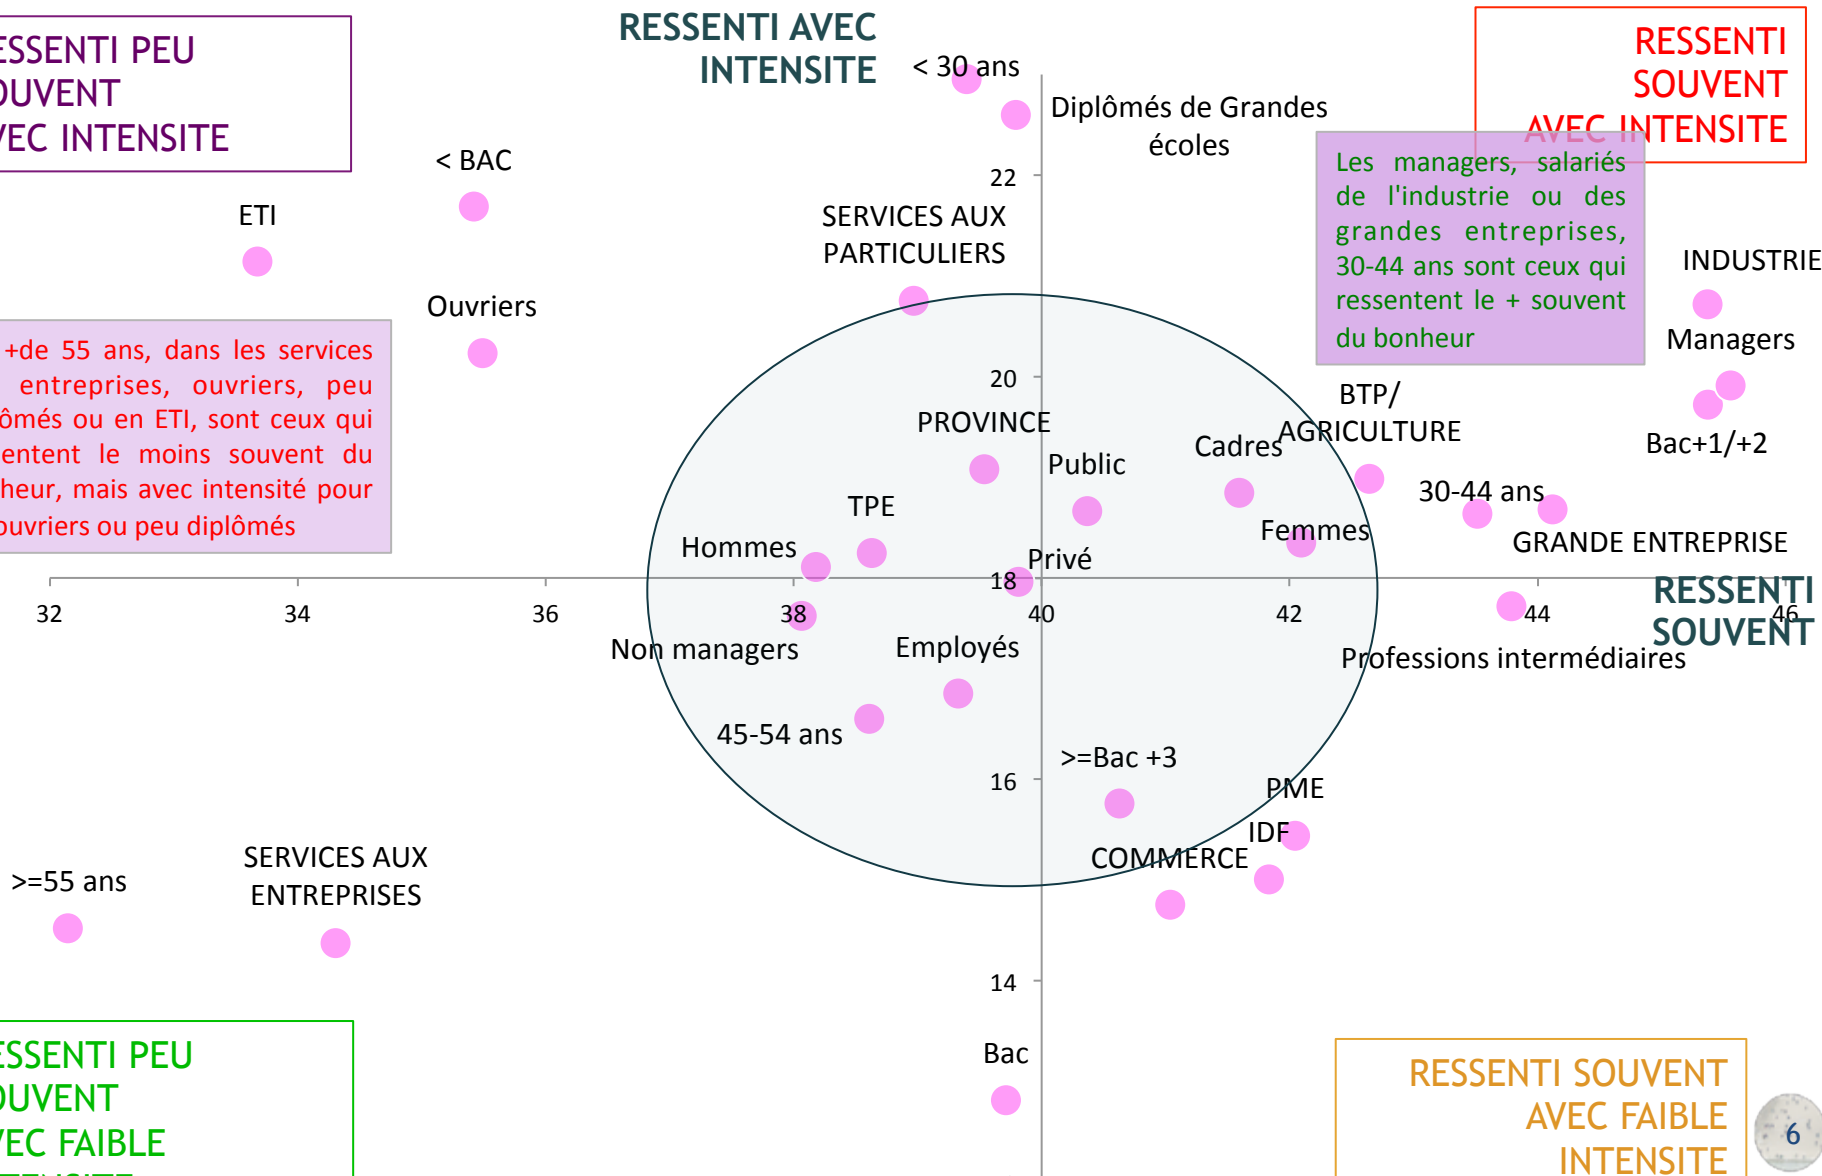 ESSENTI PEU
OUVENT
VEC INTENSITE
RESSENTI AVEC
INTENSITE
RESSENTI
SOUVENT
AVEC INTENSITE
< 30 ans
Diplômés de Grandes
écoles
< BAC
22
ETI
SERVICES AUX
PARTICULIERS
Les managers, salariés
de l'industrie ou des
grandes entreprises,
30-44 ans sont ceux qui
ressentent le + souvent
du bonheur
INDUSTRIE
Ouvriers
Managers
+de 55 ans, dans les services
entreprises, ouvriers, peu
ômés ou en ETI, sont ceux qui
entent le moins souvent du
heur, mais avec intensité pour
ouvriers ou peu diplômés
20
BTP/
AGRICULTURE
PROVINCE
Cadres
Bac+1/+2
Public
30-44 ans
TPE
Femmes
GRANDE ENTREPRISE
Hommes
Privé
18
32
34
36
38
40
42
44
46
RESSENTI
SOUVENT
Non managers
Employés
Professions intermédiaires
45-54 ans
>=Bac +3
16
PME
IDF
COMMERCE
>=55 ans
SERVICES AUX
ENTREPRISES
14
Bac
ESSENTI PEU
OUVENT
VEC FAIBLE
RESSENTI SOUVENT
AVEC FAIBLE
INTENSITE
6